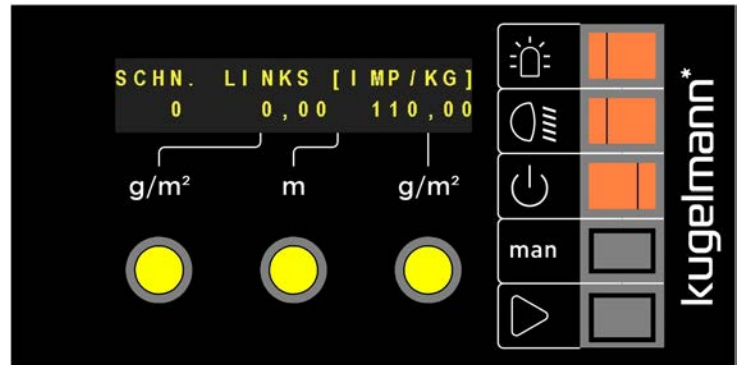 SCHN. LINKS [IMP/KG]
0 0,00 110,00
g/m² m g/m²
man
kugelmann*